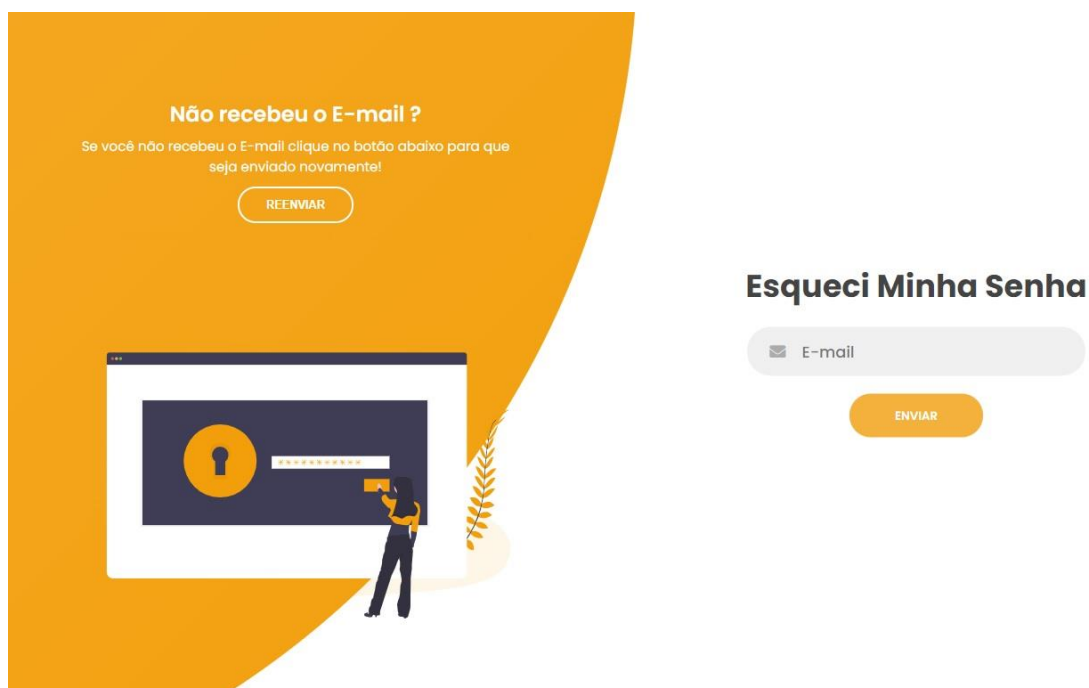 Não recebeu o E-mail ?
Se você não recebeu o E-mail clique no botão abaixo para que
seja enviado novamente!
REENVIAR
Esqueci Minha Senha
E-mail
ENVIAR